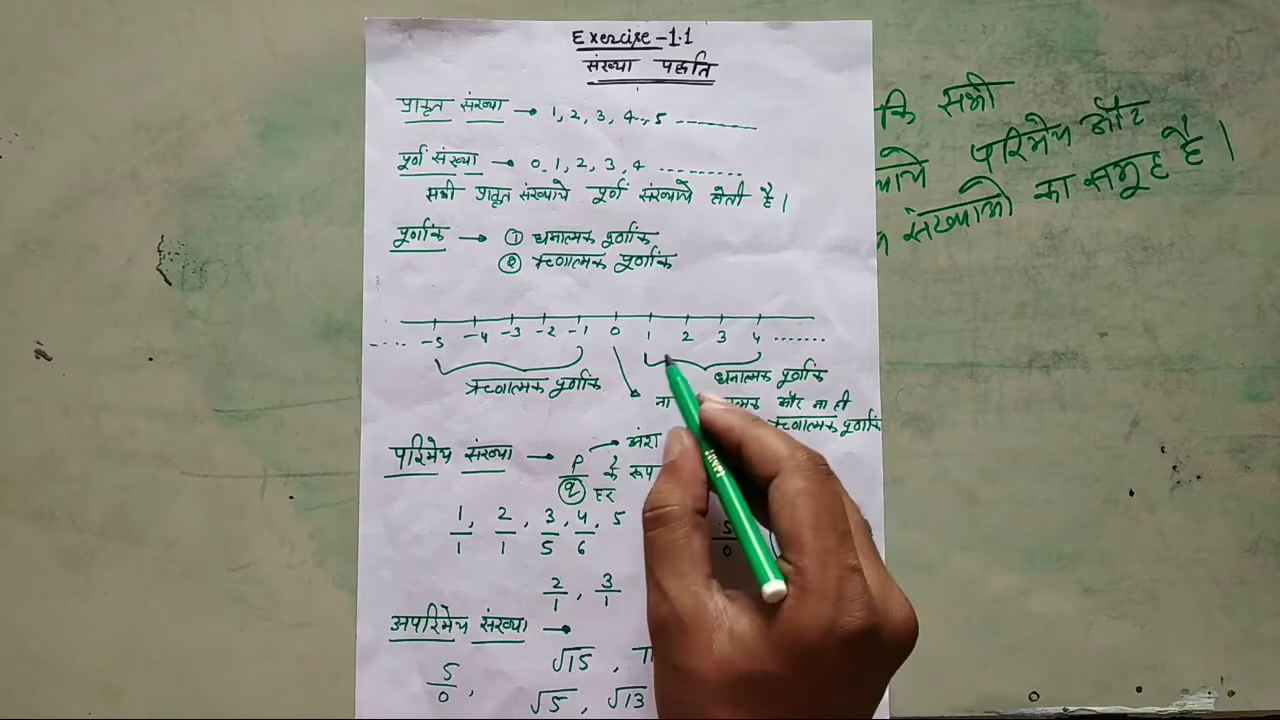 Exercise-1.1
संख्या पद्धति
प्राकृत संख्या → 1, 2, 3, 4, 5 ----------
पूर्ण संख्या → 0, 1, 2, 3, 4 ----------
सभी प्राकृत संख्याये पूर्ण संख्याये होती है।
पूर्णांक → ① धनात्मक पूर्णांक
② ऋणात्मक पूर्णांक
.... -5 -4 -3 -2 -1 0 1 2 3 4 .......
ऋणात्मक पूर्णांक
धनात्मक पूर्णांक
ना त्मक और ना ही
ऋणात्मक पूर्णांक
परिमेय संख्या → p/q के रूप
अंश
हर
1/1, 2/1, 3/5, 4/6, 5
5/0
2/1, 3/1
अपरिमेय संख्या →
5/0, √15,
√5, √13
कि सभी
परिमेय और
संख्याओ का समूह है।